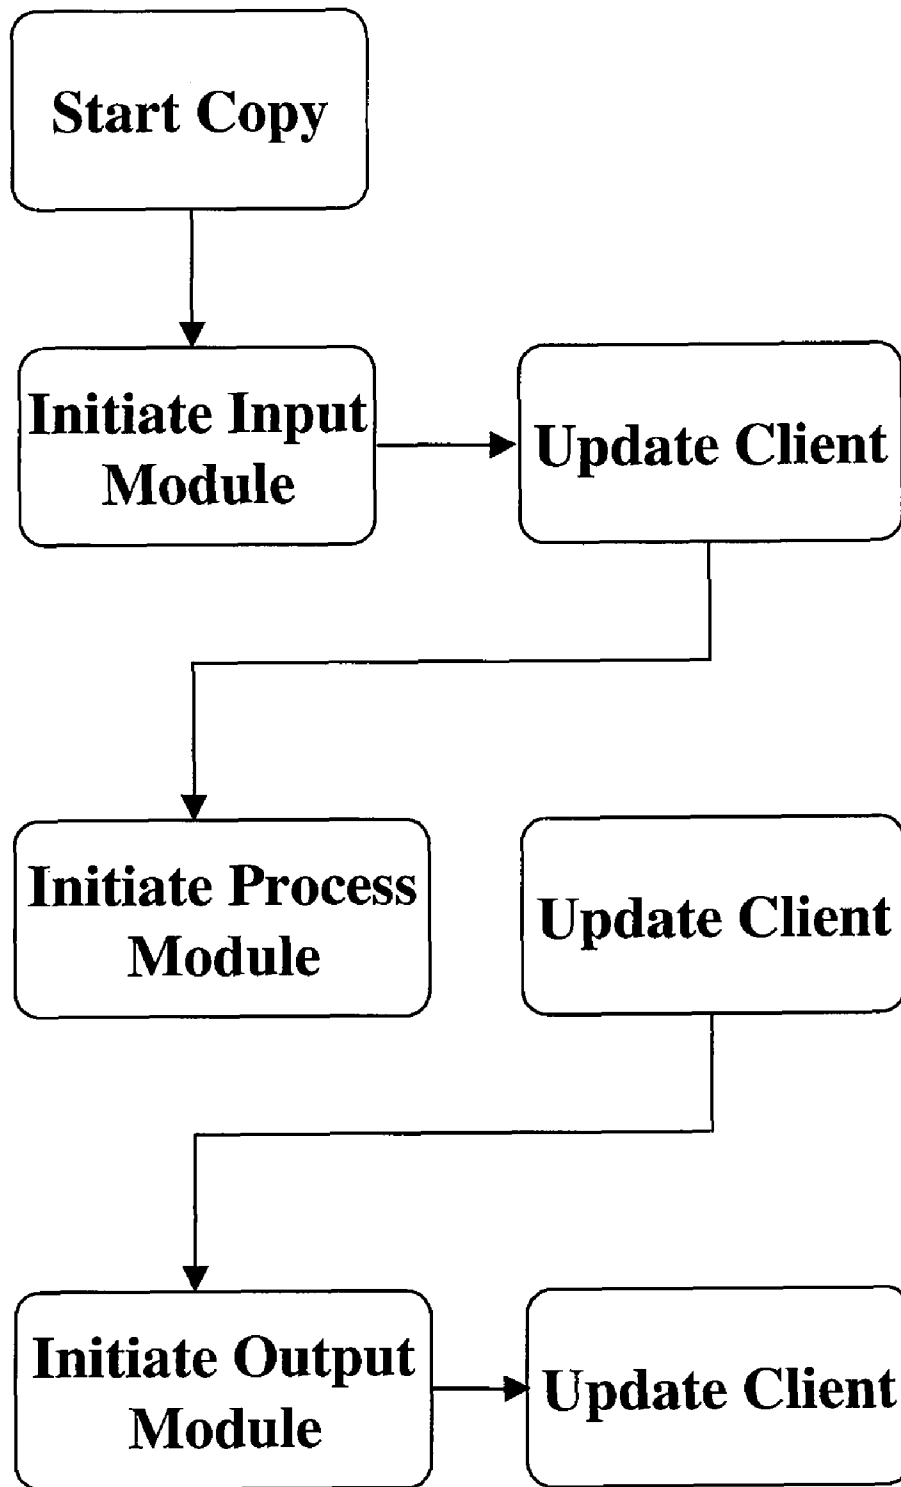 Start Copy
Initiate Input
Module
Update Client
Initiate Process
Module
Update Client
Initiate Output
Module
Update Client